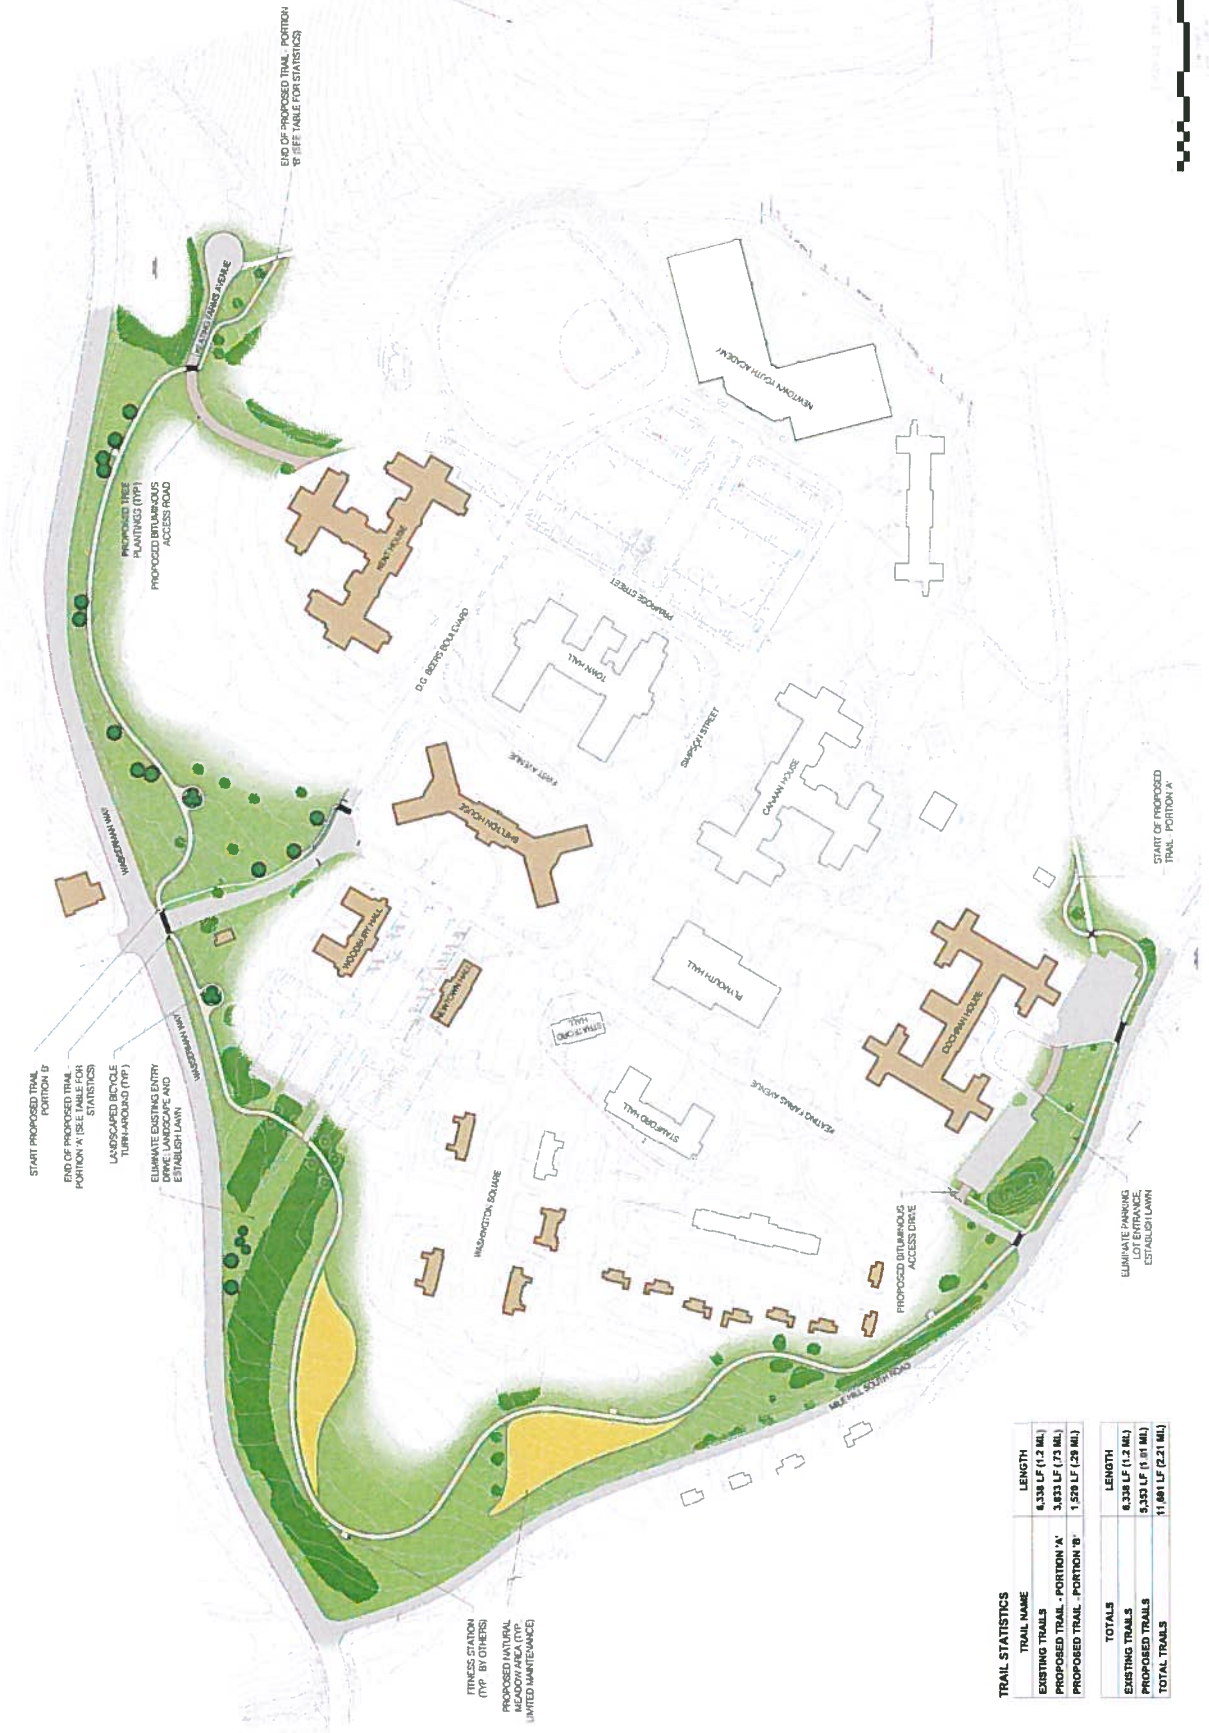 END OF PROPOSED TRAIL - PORTION
'B' (SEE TABLE FOR STATISTICS)
KEATING FARMS AVENUE
PROPOSED TREE
PLANTINGS (TYP)
PROPOSED BITUMINOUS
ACCESS ROAD
WASSERMAN WAY
START PROPOSED TRAIL
PORTION 'B'
END OF PROPOSED TRAIL
PORTION 'A' (SEE TABLE FOR
STATISTICS)
LANDSCAPED BICYCLE
TURN-AROUND (TYP.)
ELIMINATE EXISTING ENTRY
DRIVE; LANDSCAPE AND
ESTABLISH LAWN
WASSERMAN WAY
KENT HOUSE
NEWTOWN YOUTH ACADEMY
D.G. BEERS BOULEVARD
PRIMROSE STREET
TOWN HALL
FIRST AVENUE
SIMPSON STREET
SHELTON HOUSE
CANAAN HOUSE
WOODBURY HALL
NEWTOWN HALL
STRATFORD
HALL
PLYMOUTH HALL
STAMFORD HALL
KEATING FARMS AVENUE
COCHRAN HOUSE
START OF PROPOSED
TRAIL - PORTION 'A'
WASHINGTON SQUARE
PROPOSED BITUMINOUS
ACCESS DRIVE
ELIMINATE PARKING
LOT ENTRANCE,
ESTABLISH LAWN
MILE HILL SOUTH ROAD
FITNESS STATION
(TYP. BY OTHERS)
PROPOSED NATURAL
MEADOW AREA (TYP.
LIMITED MAINTENANCE)
TRAIL STATISTICS
TRAIL NAME LENGTH
EXISTING TRAILS 6,338 LF (1.2 MI.)
PROPOSED TRAIL - PORTION 'A' 3,833 LF (.73 MI.)
PROPOSED TRAIL - PORTION 'B' 1,520 LF (.29 MI.)
TOTALS LENGTH
EXISTING TRAILS 6,338 LF (1.2 MI.)
PROPOSED TRAILS 5,353 LF (1.01 MI.)
TOTAL TRAILS 11,691 LF (2.21 MI.)